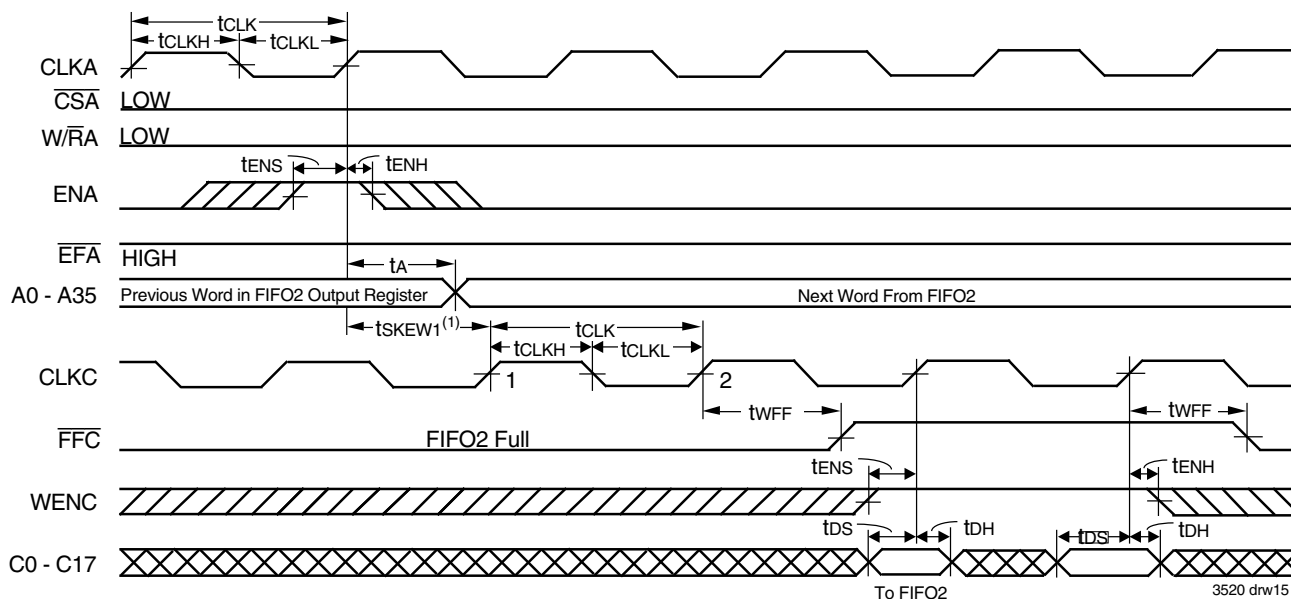 tCLK
tCLKH tCLKL
CLKA
CSA LOW
W/RA LOW
tENS tENH
ENA
EFA HIGH
tA
A0 - A35 Previous Word in FIFO2 Output Register Next Word From FIFO2
tSKEW1(1) tCLK
tCLKH tCLKL
CLKC 1 2
tWFF tWFF
FFC FIFO2 Full
tENS tENH
WENC
tDS tDH tDS tDH
C0 - C17
To FIFO2 3520 drw15